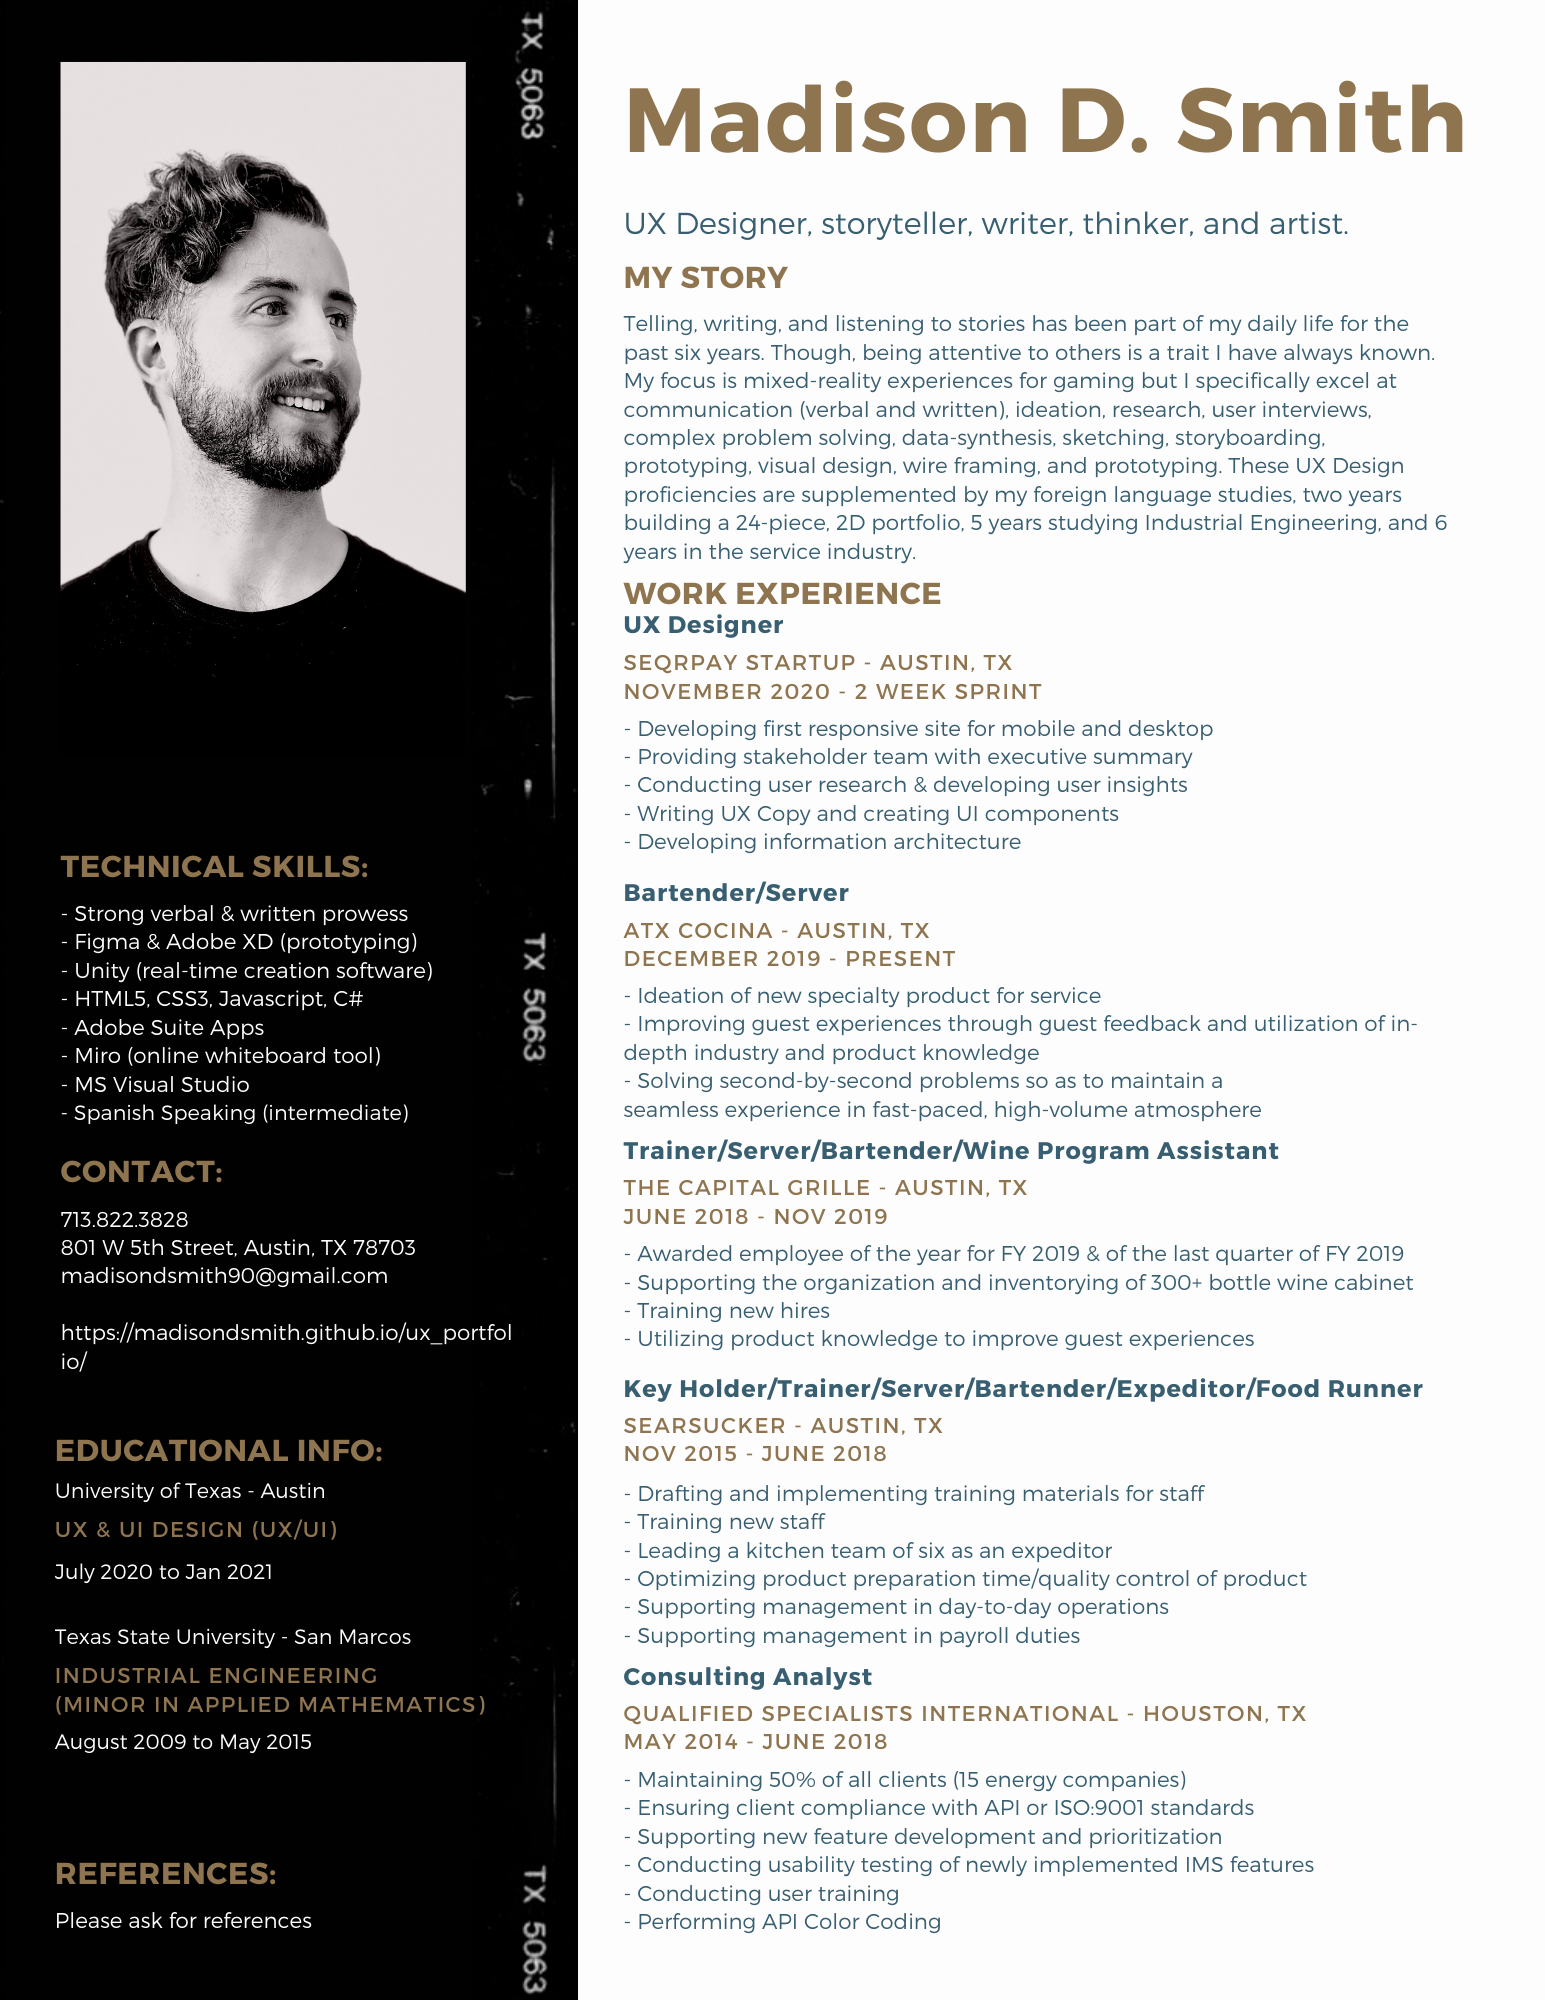 TX 5063
TECHNICAL SKILLS:
- Strong verbal & written prowess
- Figma & Adobe XD (prototyping)
- Unity (real-time creation software)
- HTML5, CSS3, Javascript, C#
- Adobe Suite Apps
- Miro (online whiteboard tool)
- MS Visual Studio
- Spanish Speaking (intermediate)
TX 5063
CONTACT:
713.822.3828
801 W 5th Street, Austin, TX 78703
madisondsmith90@gmail.com
https://madisondsmith.github.io/ux_portfol
io/
EDUCATIONAL INFO:
University of Texas - Austin
UX & UI DESIGN (UX/UI)
July 2020 to Jan 2021
Texas State University - San Marcos
INDUSTRIAL ENGINEERING
(MINOR IN APPLIED MATHEMATICS)
August 2009 to May 2015
REFERENCES:
Please ask for references
TX 5063
Madison D. Smith
UX Designer, storyteller, writer, thinker, and artist.
MY STORY
Telling, writing, and listening to stories has been part of my daily life for the
past six years. Though, being attentive to others is a trait I have always known.
My focus is mixed-reality experiences for gaming but I specifically excel at
communication (verbal and written), ideation, research, user interviews,
complex problem solving, data-synthesis, sketching, storyboarding,
prototyping, visual design, wire framing, and prototyping. These UX Design
proficiencies are supplemented by my foreign language studies, two years
building a 24-piece, 2D portfolio, 5 years studying Industrial Engineering, and 6
years in the service industry.
WORK EXPERIENCE
UX Designer
SEQRPAY STARTUP - AUSTIN, TX
NOVEMBER 2020 - 2 WEEK SPRINT
- Developing first responsive site for mobile and desktop
- Providing stakeholder team with executive summary
- Conducting user research & developing user insights
- Writing UX Copy and creating UI components
- Developing information architecture
Bartender/Server
ATX COCINA - AUSTIN, TX
DECEMBER 2019 - PRESENT
- Ideation of new specialty product for service
- Improving guest experiences through guest feedback and utilization of in-
depth industry and product knowledge
- Solving second-by-second problems so as to maintain a
seamless experience in fast-paced, high-volume atmosphere
Trainer/Server/Bartender/Wine Program Assistant
THE CAPITAL GRILLE - AUSTIN, TX
JUNE 2018 - NOV 2019
- Awarded employee of the year for FY 2019 & of the last quarter of FY 2019
- Supporting the organization and inventorying of 300+ bottle wine cabinet
- Training new hires
- Utilizing product knowledge to improve guest experiences
Key Holder/Trainer/Server/Bartender/Expeditor/Food Runner
SEARSUCKER - AUSTIN, TX
NOV 2015 - JUNE 2018
- Drafting and implementing training materials for staff
- Training new staff
- Leading a kitchen team of six as an expeditor
- Optimizing product preparation time/quality control of product
- Supporting management in day-to-day operations
- Supporting management in payroll duties
Consulting Analyst
QUALIFIED SPECIALISTS INTERNATIONAL - HOUSTON, TX
MAY 2014 - JUNE 2018
- Maintaining 50% of all clients (15 energy companies)
- Ensuring client compliance with API or ISO:9001 standards
- Supporting new feature development and prioritization
- Conducting usability testing of newly implemented IMS features
- Conducting user training
- Performing API Color Coding